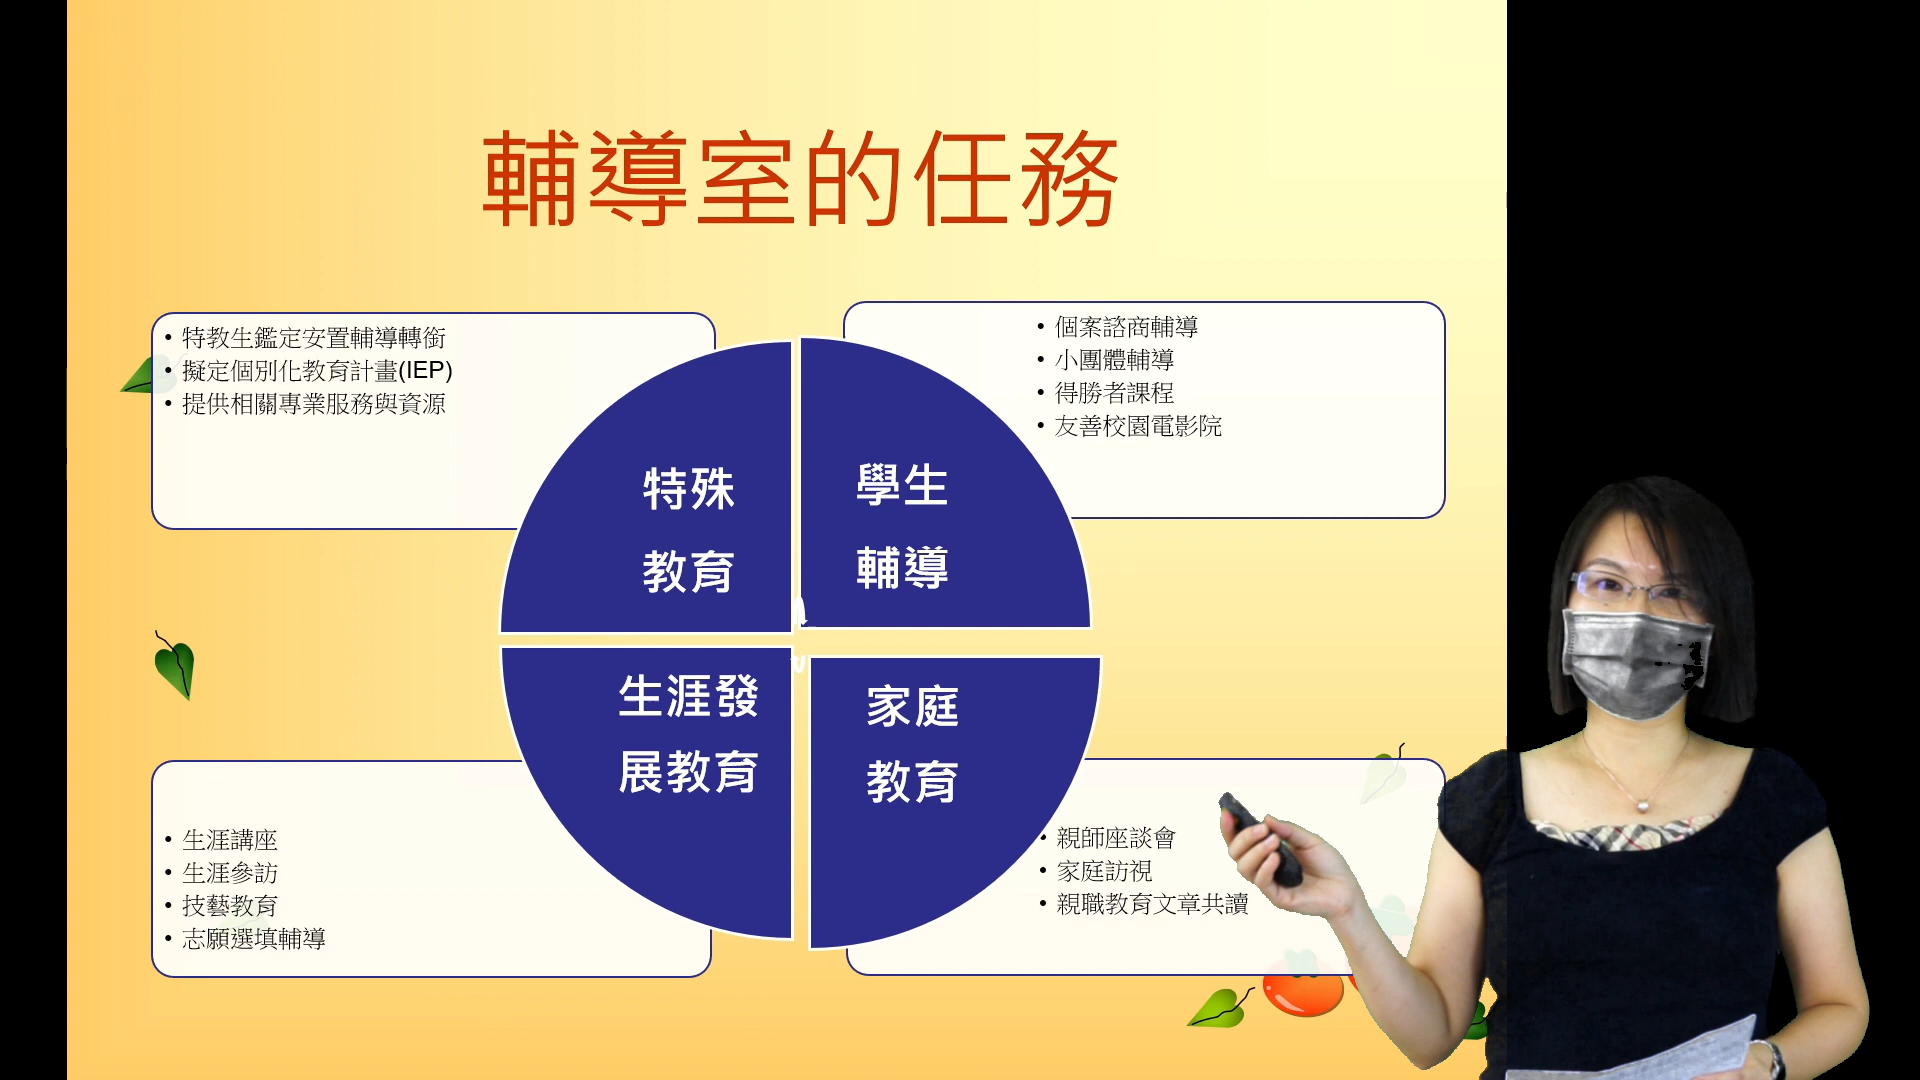 輔導室的任務
• 特教生鑑定安置輔導轉銜
• 擬定個別化教育計畫(IEP)
• 提供相關專業服務與資源
• 個案諮商輔導
• 小團體輔導
• 得勝者課程
• 友善校園電影院
特殊
教育
學生
輔導
生涯發
展教育
家庭
教育
• 生涯講座
• 生涯參訪
• 技藝教育
• 志願選填輔導
• 親師座談會
• 家庭訪視
• 親職教育文章共讀